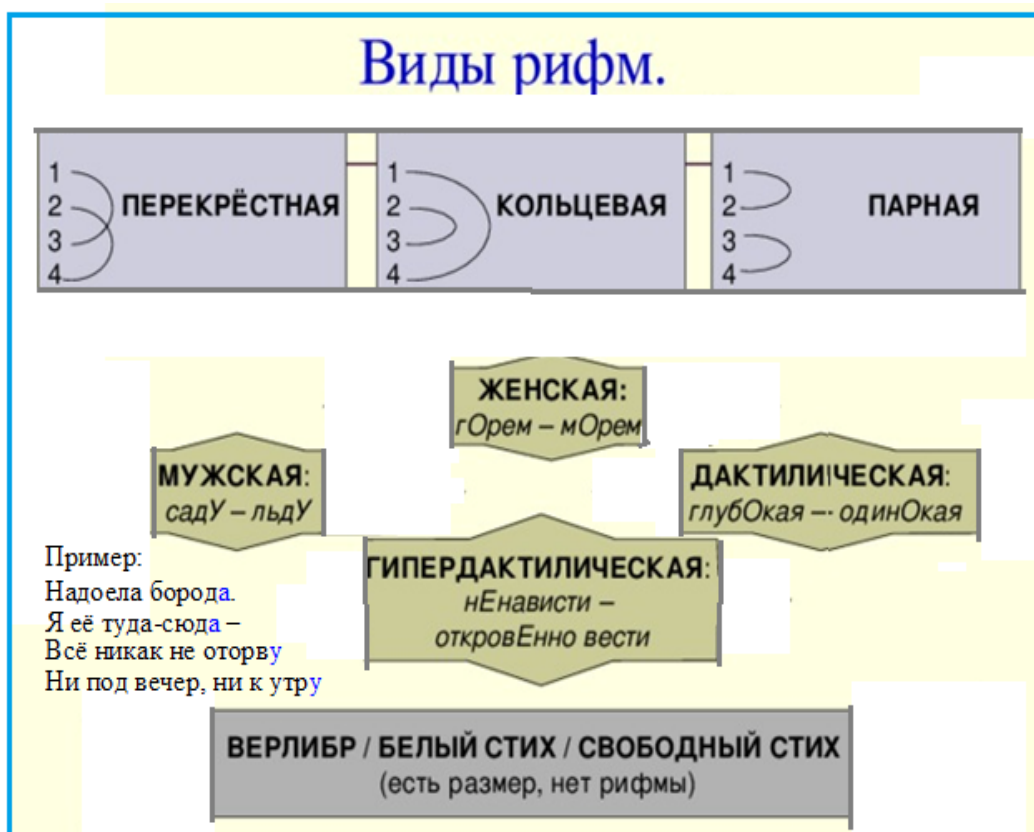 Виды рифм.
1
2
3
4
ПЕРЕКРЁСТНАЯ
1
2
3
4
КОЛЬЦЕВАЯ
1
2
3
4
ПАРНАЯ
ЖЕНСКАЯ:
гОрем – мОрем
МУЖСКАЯ:
садУ – льдУ
ДАКТИЛИЧЕСКАЯ:
глубОкая – одинОкая
ГИПЕРДАКТИЛИЧЕСКАЯ:
нЕнависти –
откровЕнно вести
Пример:
Надоела борода.
Я её туда-сюда –
Всё никак не оторву
Ни под вечер, ни к утру
ВЕРЛИБР / БЕЛЫЙ СТИХ / СВОБОДНЫЙ СТИХ
(есть размер, нет рифмы)